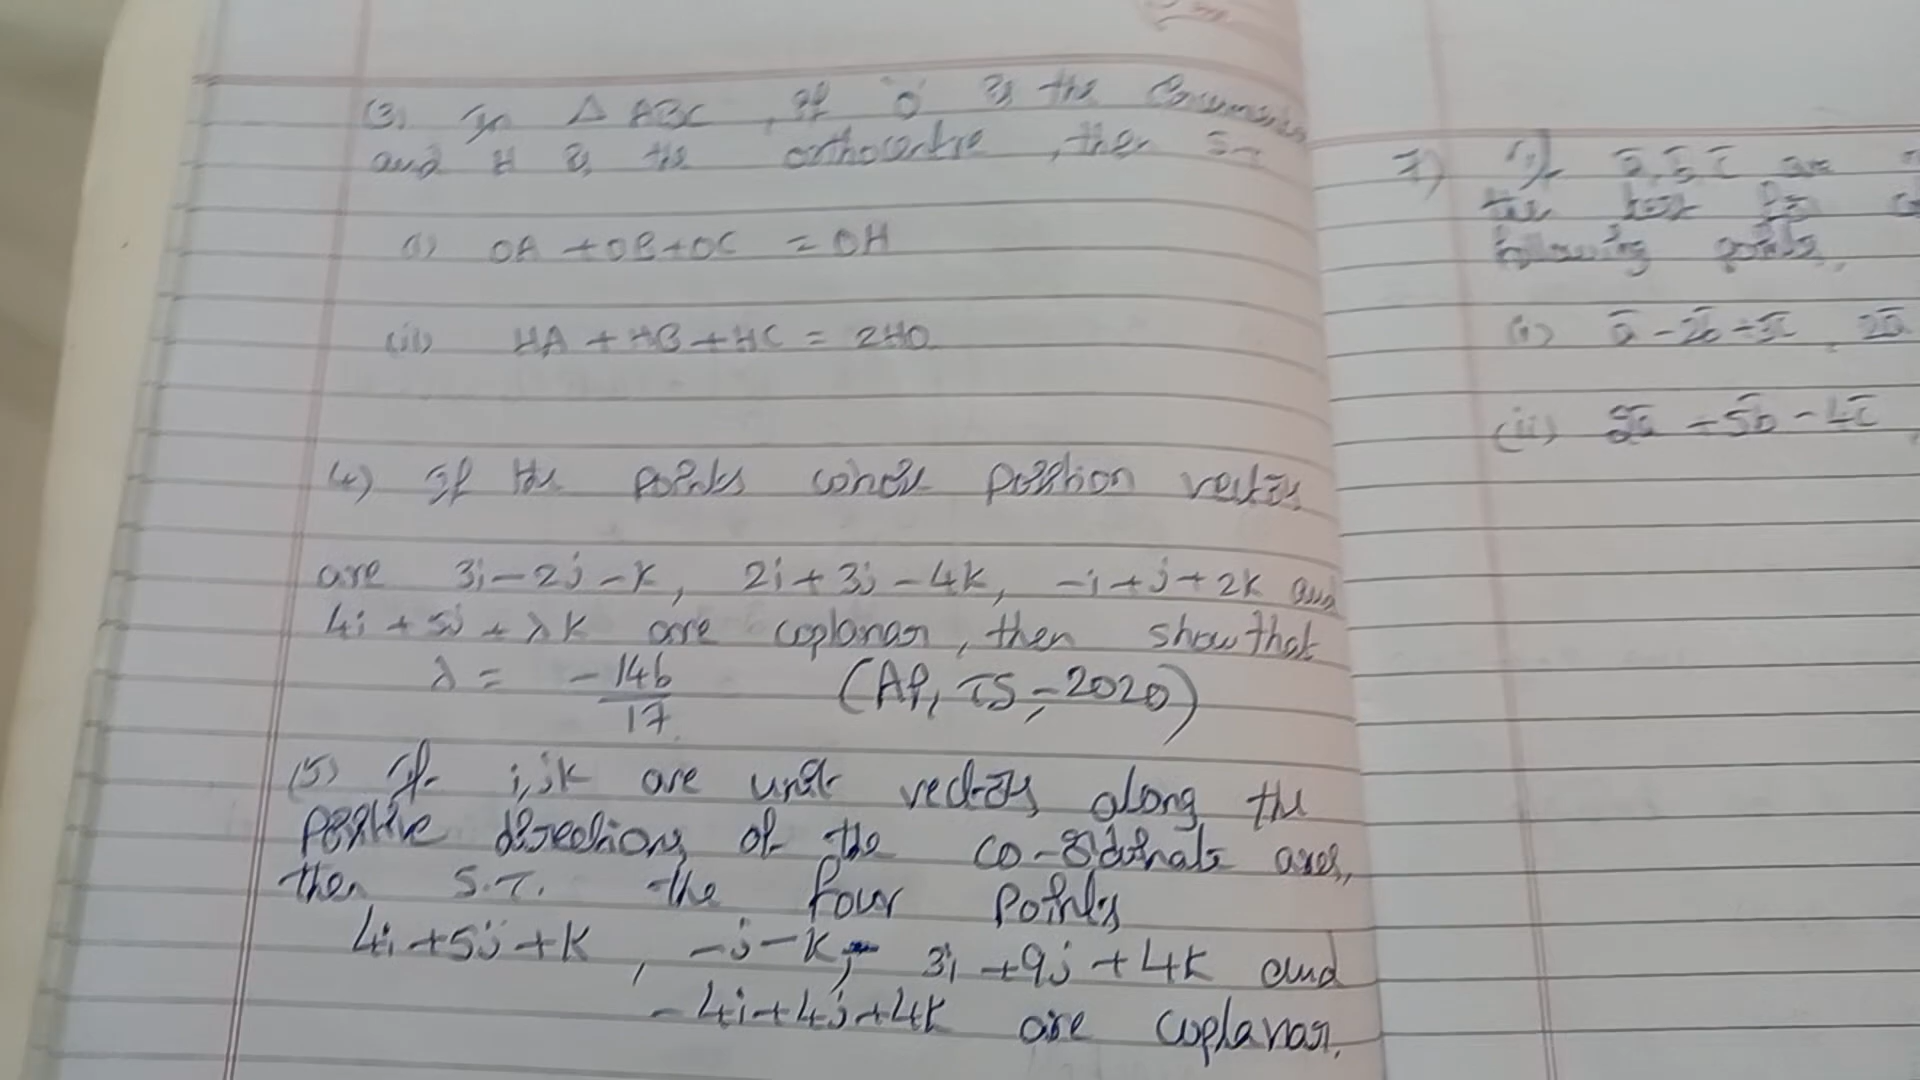 (3) In Δ ABC, If 'O' is the
and H is the orthocentre, then S.T
(i) OA + OB + OC = OH
(ii) HA + HB + HC = 2HO
(4) If the points whose position vectors
are 3i - 2j - k, 2i + 3j - 4k, -i + j + 2k and
4i + 5j + λk are coplanar, then show that
λ = -146/17 (AP, TS - 2020)
(5) If i, j, k are unit vectors along the
positive directions of the co-ordinate axes,
then S.T. the four points
4i + 5j + k, -j - k, 3i + 9j + 4k and
-4i + 4j + 4k are coplanar.
7) If a̅, b̅, c̅ are
following points.
(i) a̅ - 2b̅ + 3c̅, 2a̅
(ii) + 5b̅ - 4c̅